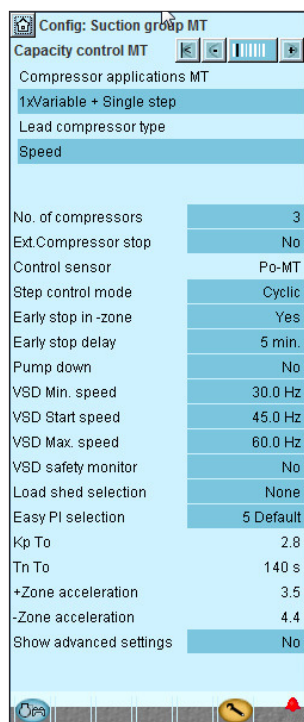 Config: Suction group MT
Capacity control MT
Compressor applications MT
1xVariable + Single step
Lead compressor type
Speed
No. of compressors 3
Ext.Compressor stop No
Control sensor Po-MT
Step control mode Cyclic
Early stop in -zone Yes
Early stop delay 5 min.
Pump down No
VSD Min. speed 30.0 Hz
VSD Start speed 45.0 Hz
VSD Max. speed 60.0 Hz
VSD safety monitor No
Load shed selection None
Easy PI selection 5 Default
Kp To 2.8
Tn To 140 s
+Zone acceleration 3.5
-Zone acceleration 4.4
Show advanced settings No